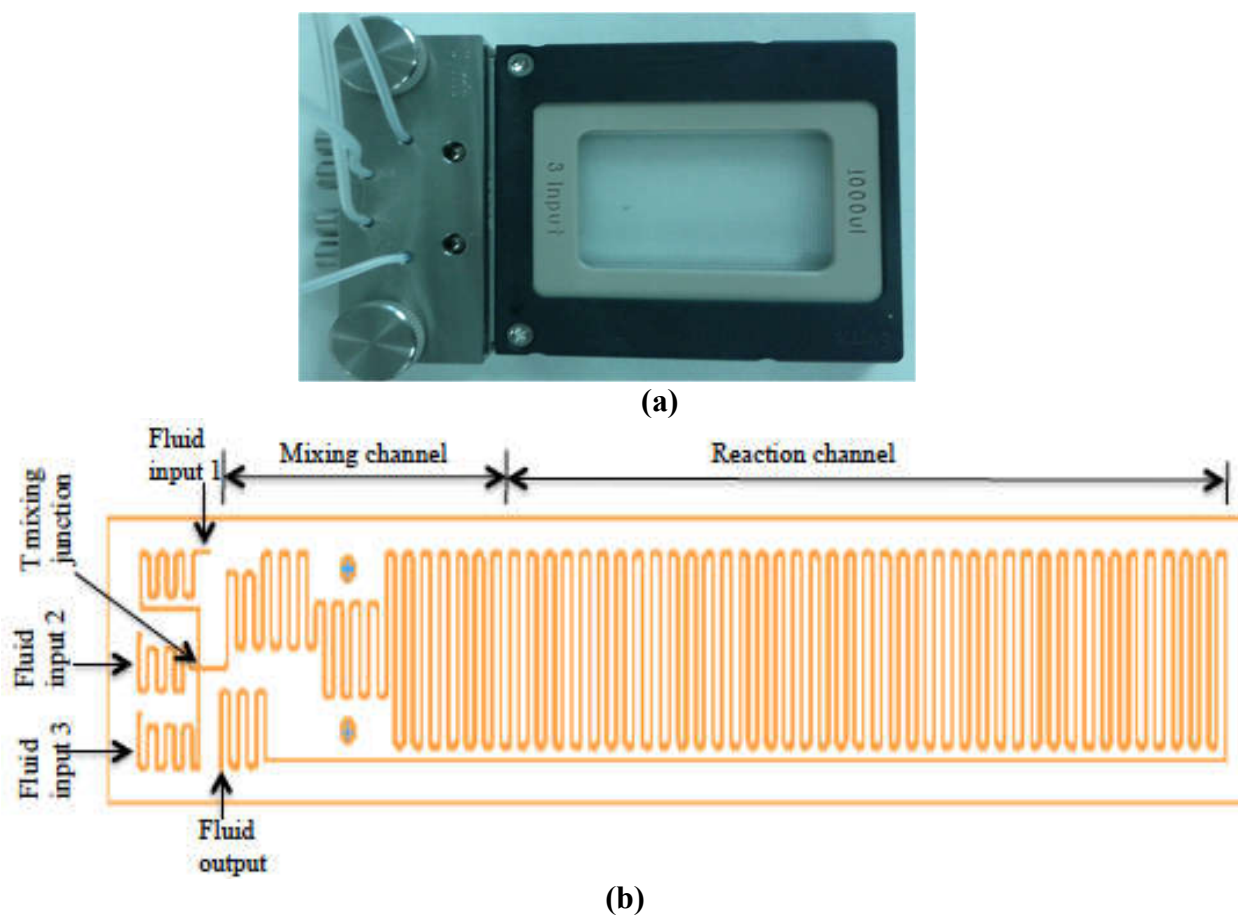 3 Input
1000ul
(a)
Fluid
input 1
Mixing channel
Reaction channel
T mixing
junction
Fluid
input 2
Fluid
input 3
Fluid
output
(b)